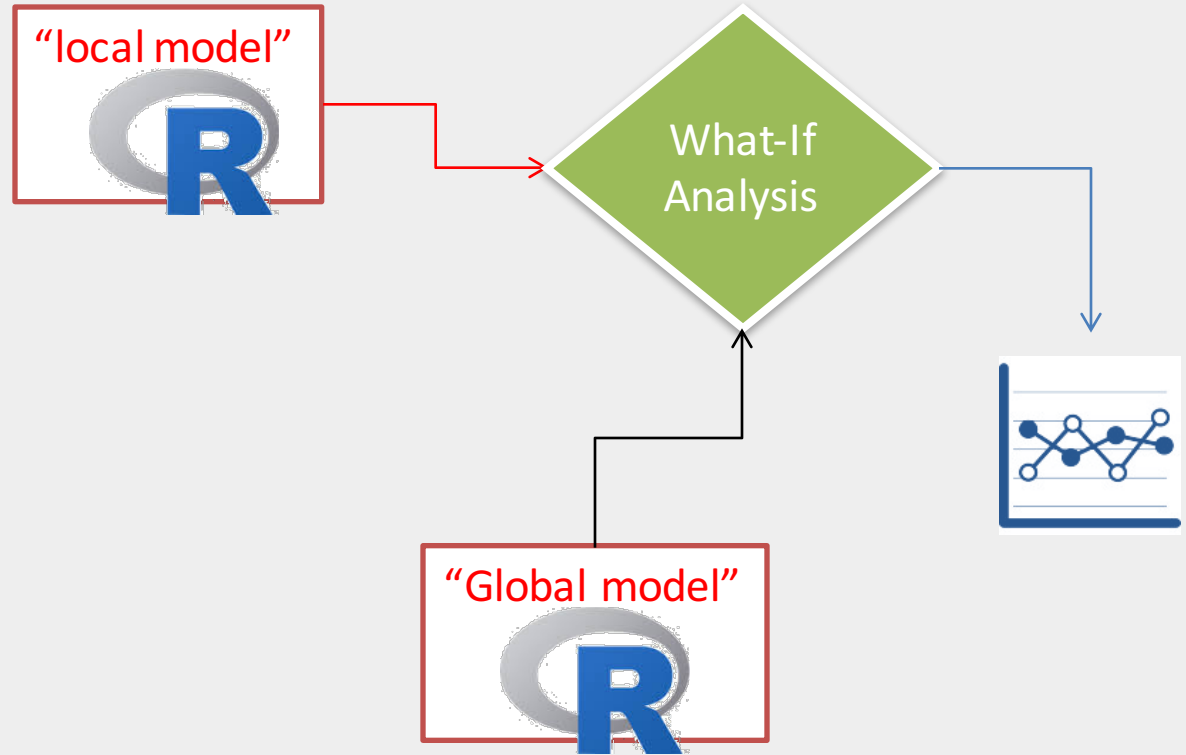 “local model”
R
What-If
Analysis
“Global model”
R